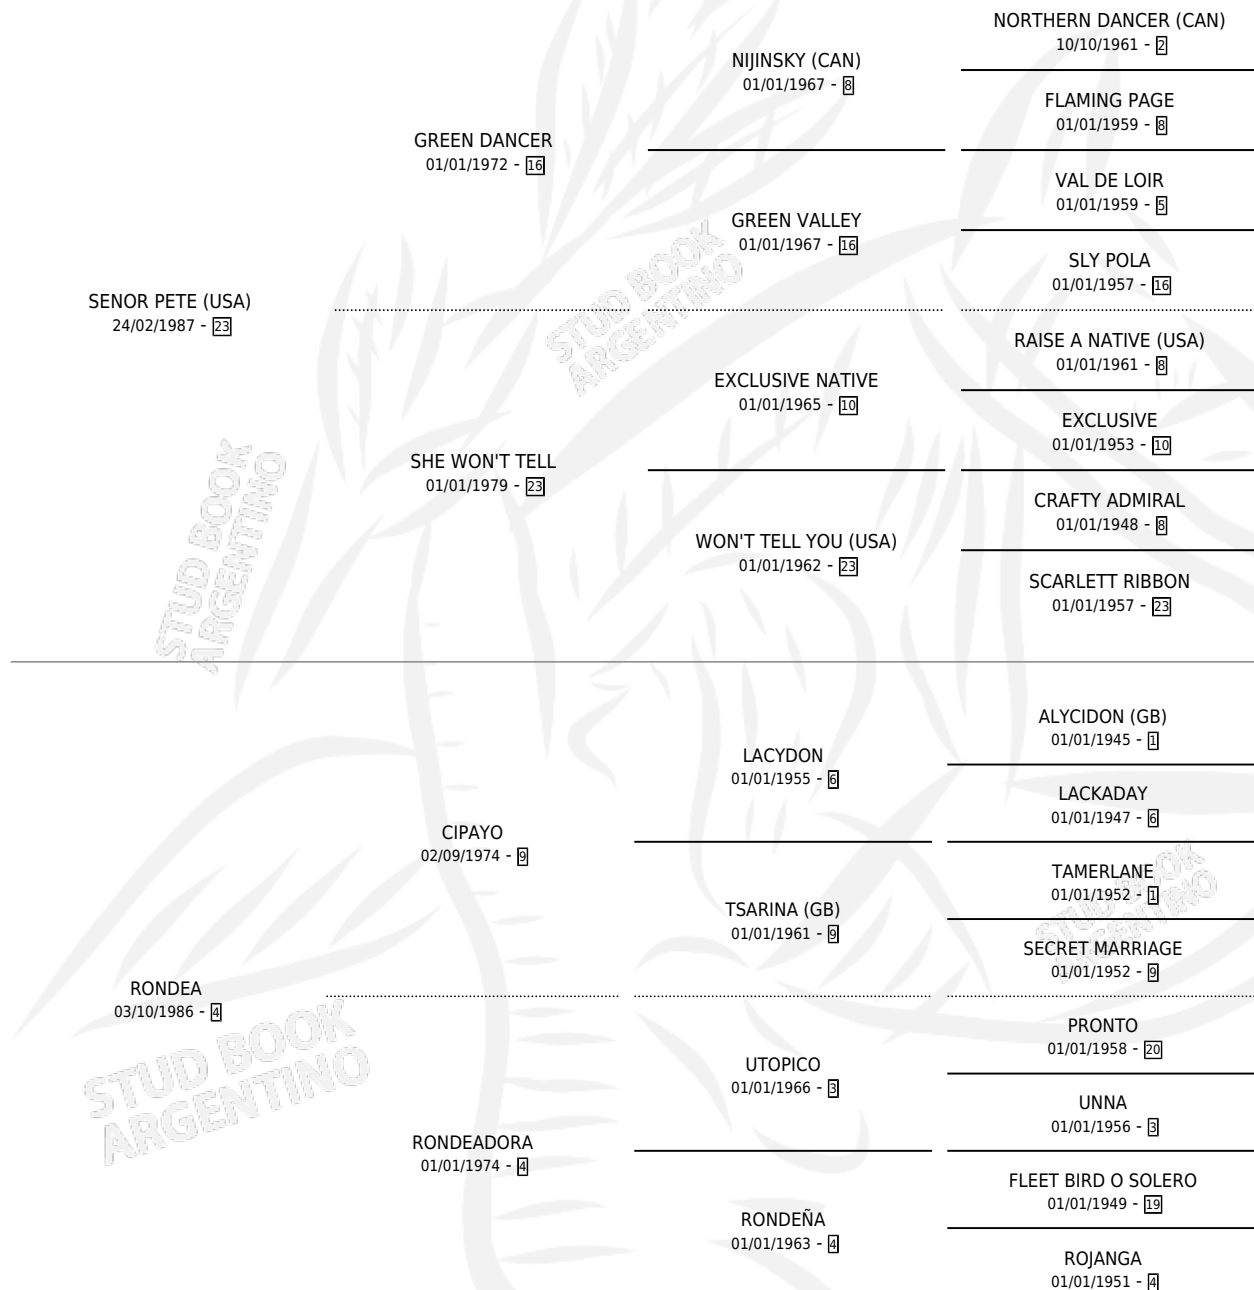 NORTHERN DANCER (CAN)
10/10/1961 - 2
NIJINSKY (CAN)
01/01/1967 - 8
FLAMING PAGE
01/01/1959 - 8
GREEN DANCER
01/01/1972 - 16
VAL DE LOIR
01/01/1959 - 5
GREEN VALLEY
01/01/1967 - 16
SLY POLA
01/01/1957 - 16
SENOR PETE (USA)
24/02/1987 - 23
RAISE A NATIVE (USA)
01/01/1961 - 8
EXCLUSIVE NATIVE
01/01/1965 - 10
EXCLUSIVE
01/01/1953 - 10
SHE WON'T TELL
01/01/1979 - 23
CRAFTY ADMIRAL
01/01/1948 - 8
WON'T TELL YOU (USA)
01/01/1962 - 23
SCARLETT RIBBON
01/01/1957 - 23
ALYCIDON (GB)
01/01/1945 - 1
LACYDON
01/01/1955 - 6
LACKADAY
01/01/1947 - 6
CIPAYO
02/09/1974 - 9
TAMERLANE
01/01/1952 - 1
TSARINA (GB)
01/01/1961 - 9
SECRET MARRIAGE
01/01/1952 - 9
RONDEA
03/10/1986 - 4
PRONTO
01/01/1958 - 20
UTOPICO
01/01/1966 - 3
UNNA
01/01/1956 - 3
RONDEADORA
01/01/1974 - 4
FLEET BIRD O SOLERO
01/01/1949 - 19
RONDEÑA
01/01/1963 - 4
ROJANGA
01/01/1951 - 4
STUD BOOK
ARGENTINO
STUD BOOK
ARGENTINO
STUD BOOK
ARGENTINO
STUD BOOK
ARGENTINO